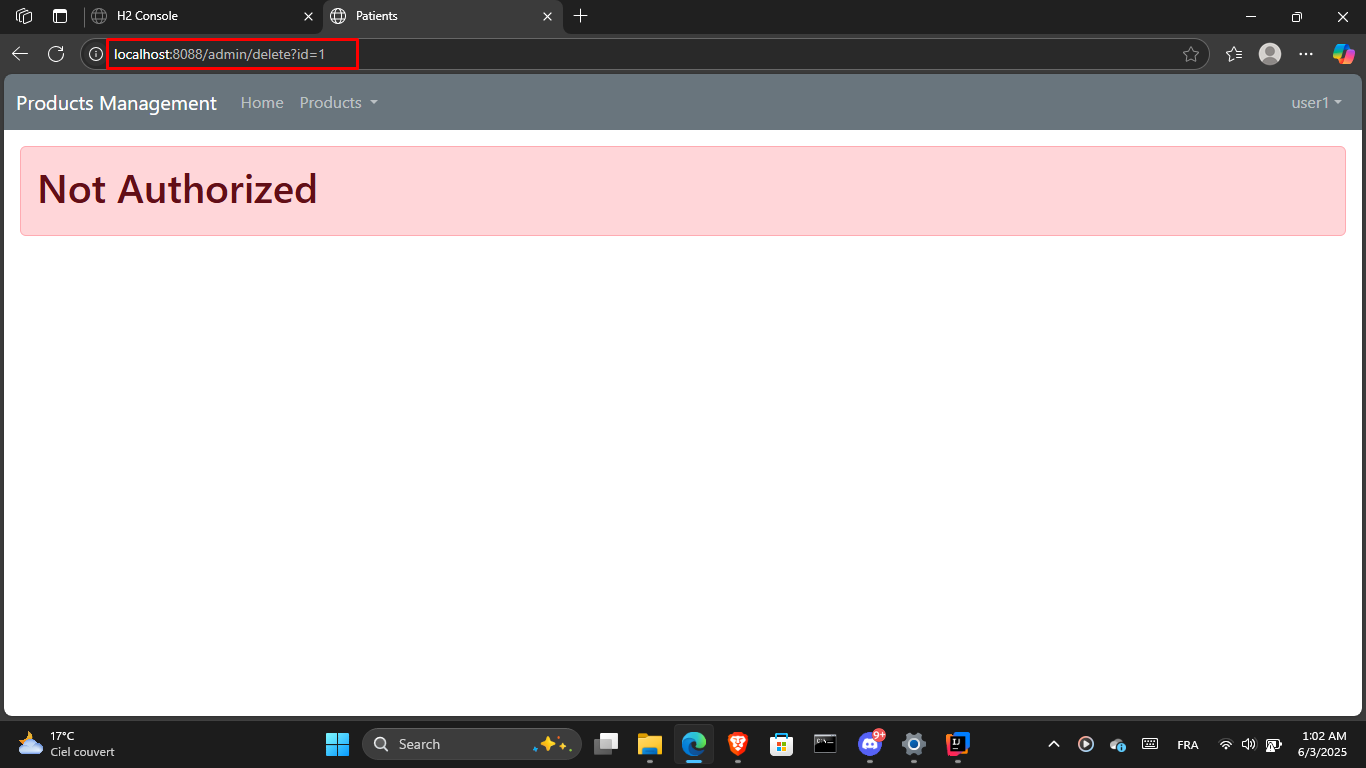 H2 Console
Patients
localhost:8088/admin/delete?id=1
Products Management Home Products user1
Not Authorized
17°C
Ciel couvert
Search
9+
FRA
1:02 AM
6/3/2025